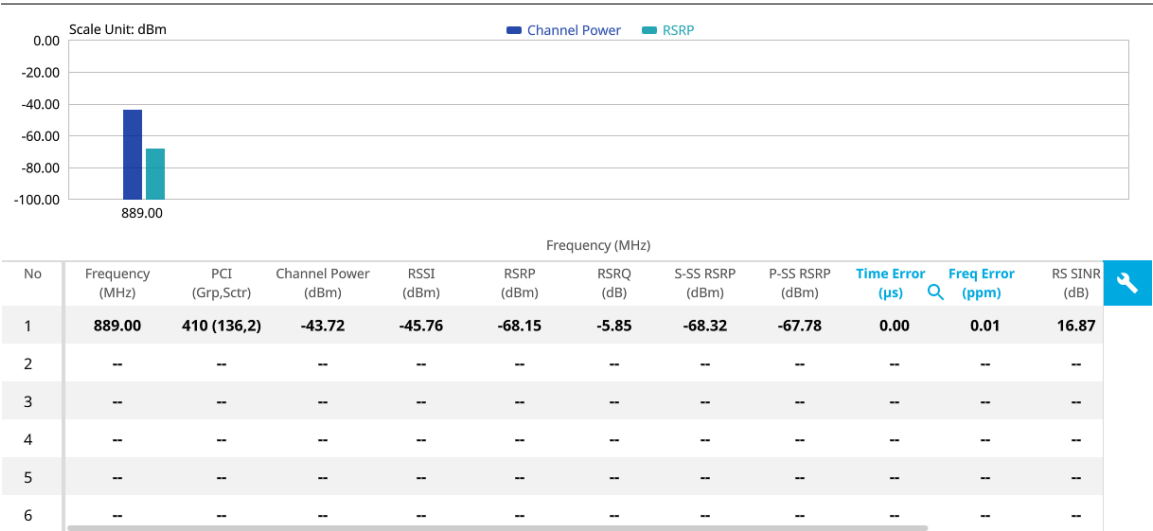 Scale Unit: dBm
Channel Power RSRP
0.00
-20.00
-40.00
-60.00
-80.00
-100.00
889.00
Frequency (MHz)
No Frequency (MHz) PCI (Grp,Sctr) Channel Power (dBm) RSSI (dBm) RSRP (dBm) RSRQ (dB) S-SS RSRP (dBm) P-SS RSRP (dBm) Time Error (µs) Freq Error (ppm) RS SINR (dB)
1 889.00 410 (136,2) -43.72 -45.76 -68.15 -5.85 -68.32 -67.78 0.00 0.01 16.87
2 -- -- -- -- -- -- -- -- -- -- --
3 -- -- -- -- -- -- -- -- -- -- --
4 -- -- -- -- -- -- -- -- -- -- --
5 -- -- -- -- -- -- -- -- -- -- --
6 -- -- -- -- -- -- -- -- -- -- --